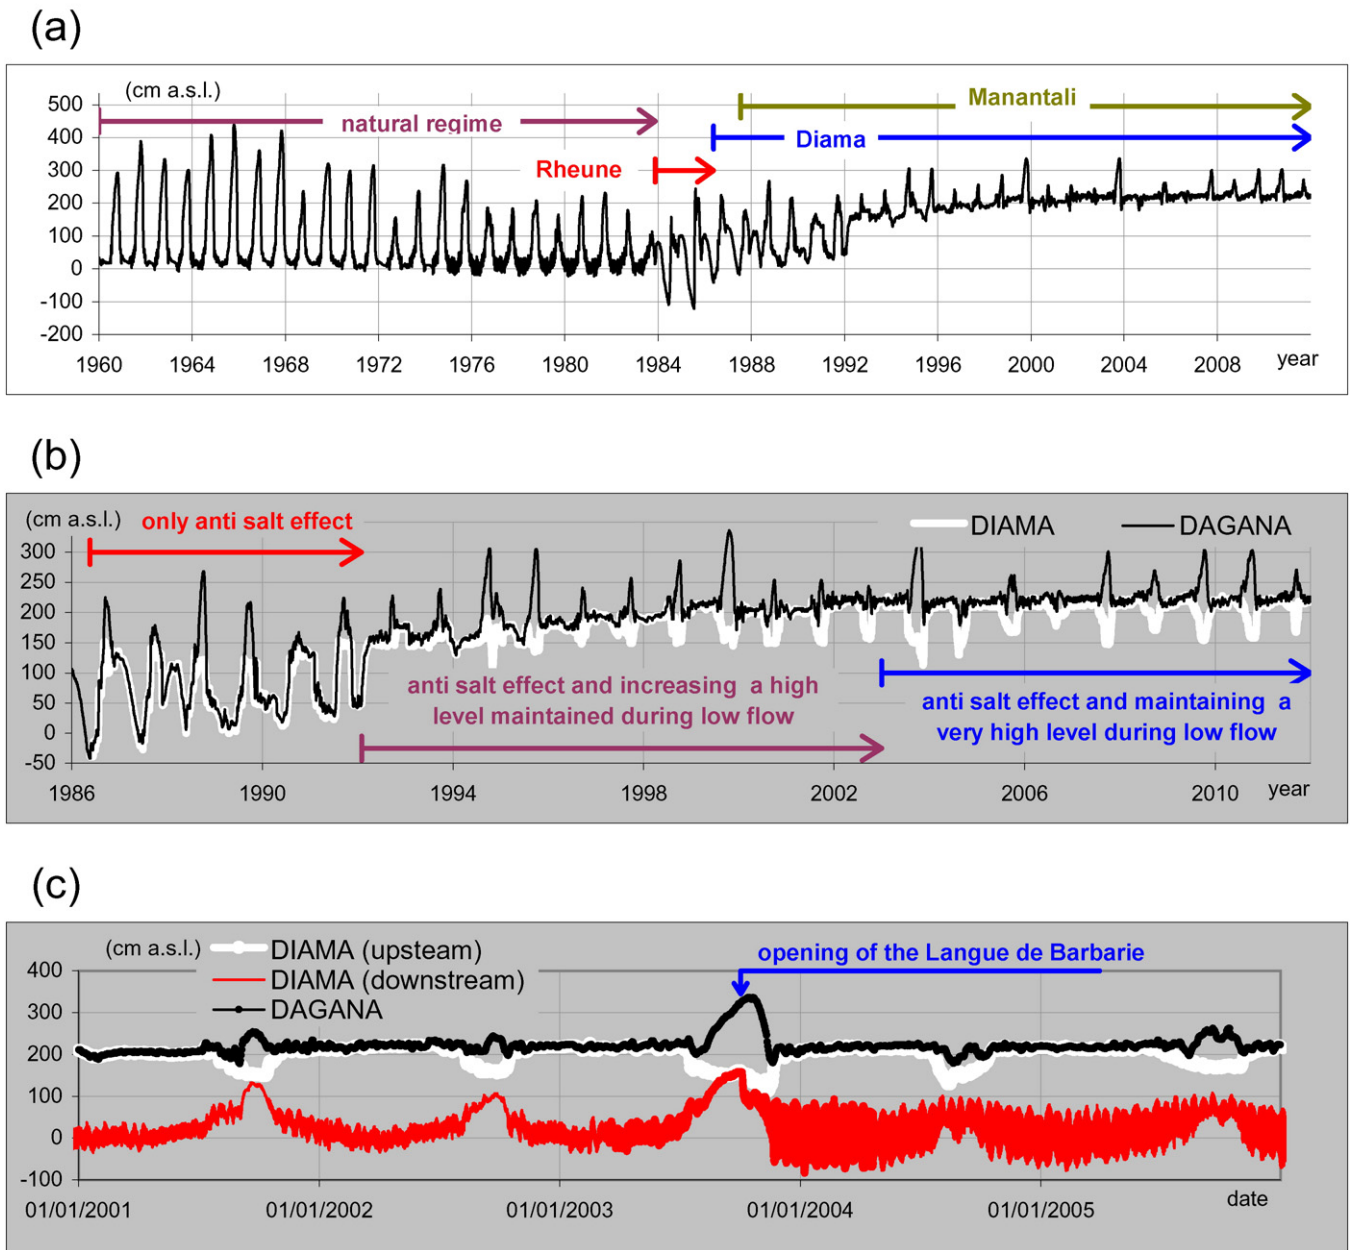 (a)
(cm a.s.l.)
500
400
300
200
100
0
-100
-200
natural regime
Manantali
Diama
Rheune
1960 1964 1968 1972 1976 1980 1984 1988 1992 1996 2000 2004 2008 year
(b)
(cm a.s.l.)
only anti salt effect
DIAMA DAGANA
300
250
200
150
100
50
0
-50
anti salt effect and increasing a high
level maintained during low flow
anti salt effect and maintaining a
very high level during low flow
1986 1990 1994 1998 2002 2006 2010 year
(c)
(cm a.s.l.)
DIAMA (upsteam)
DIAMA (downstream)
DAGANA
opening of the Langue de Barbarie
400
300
200
100
0
-100
01/01/2001 01/01/2002 01/01/2003 01/01/2004 01/01/2005 date